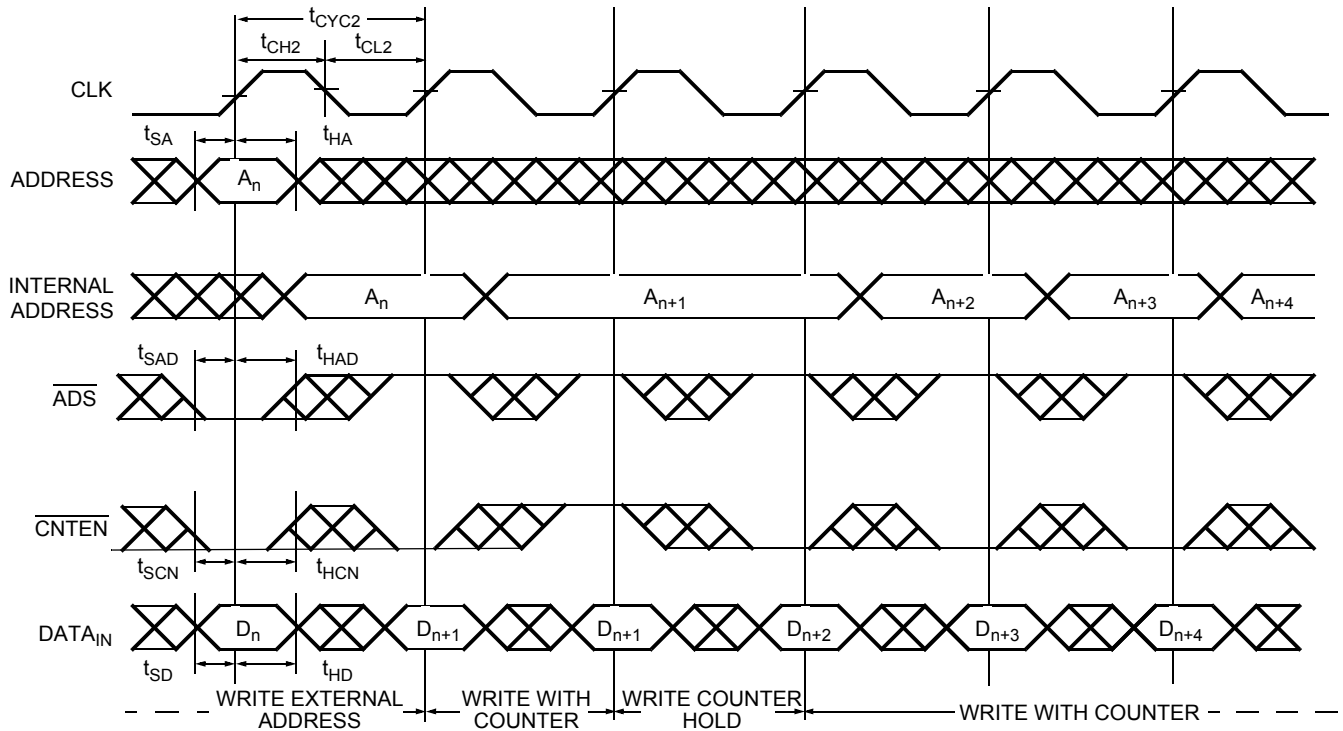 tCYC2
tCH2 tCL2
CLK
tSA tHA
ADDRESS An
INTERNAL
ADDRESS
An An+1 An+2 An+3 An+4
tSAD tHAD
ADS
CNTEN
tSCN tHCN
DATAIN Dn Dn+1 Dn+1 Dn+2 Dn+3 Dn+4
tSD tHD
WRITE EXTERNAL
ADDRESS
WRITE WITH
COUNTER
WRITE COUNTER
HOLD
WRITE WITH COUNTER